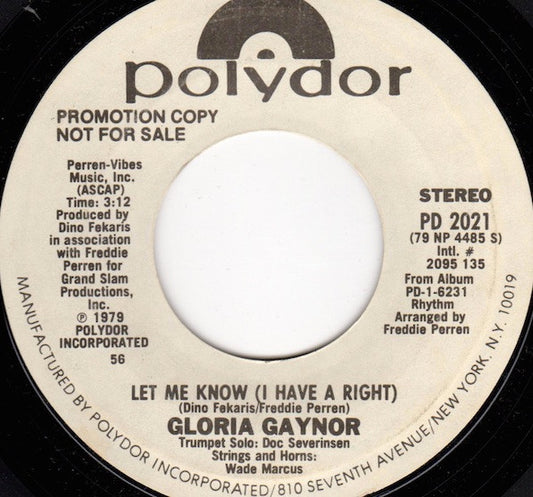 polydor
PROMOTION COPY
NOT FOR SALE
Perren-Vibes
Music, Inc.
(ASCAP)
Time: 3:12
Produced by
Dino Fekaris
in association
with Freddie
Perren for
Grand Slam
Productions,
Inc.
℗ 1979
POLYDOR
INCORPORATED
56
STEREO
PD 2021
(79 NP 4485 S)
Intl. #
2095 135
From Album
PD-1-6231
Rhythm
Arranged by
Freddie Perren
LET ME KNOW (I HAVE A RIGHT)
(Dino Fekaris/Freddie Perren)
GLORIA GAYNOR
Trumpet Solo: Doc Severinsen
Strings and Horns:
Wade Marcus
MANUFACTURED BY POLYDOR INCORPORATED/810 SEVENTH AVENUE/NEW YORK. N.Y. 10019